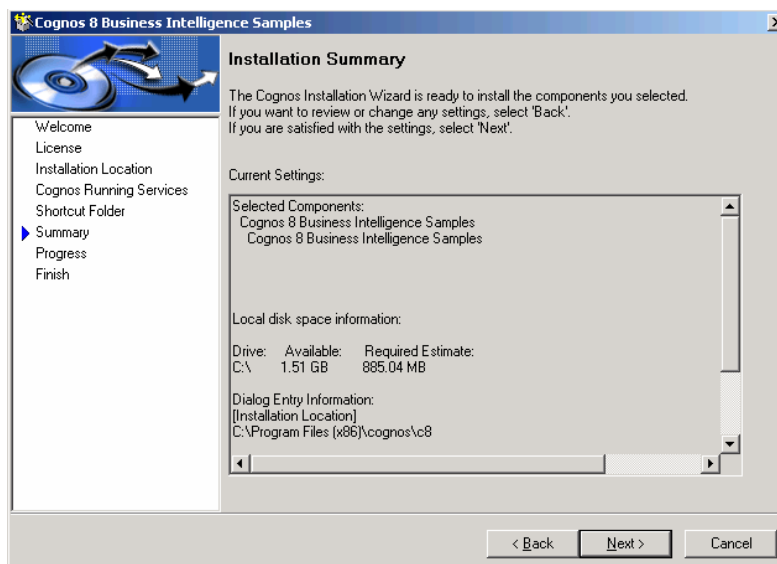 Cognos 8 Business Intelligence Samples
Welcome
License
Installation Location
Cognos Running Services
Shortcut Folder
Summary
Progress
Finish
Installation Summary
The Cognos Installation Wizard is ready to install the components you selected.
If you want to review or change any settings, select 'Back'.
If you are satisfied with the settings, select 'Next'.
Current Settings:
Selected Components:
Cognos 8 Business Intelligence Samples
Cognos 8 Business Intelligence Samples
Local disk space information:
Drive: Available: Required Estimate:
C:\ 1.51 GB 885.04 MB
Dialog Entry Information:
[Installation Location]
C:\Program Files (x86)\cognos\c8
< Back Next > Cancel